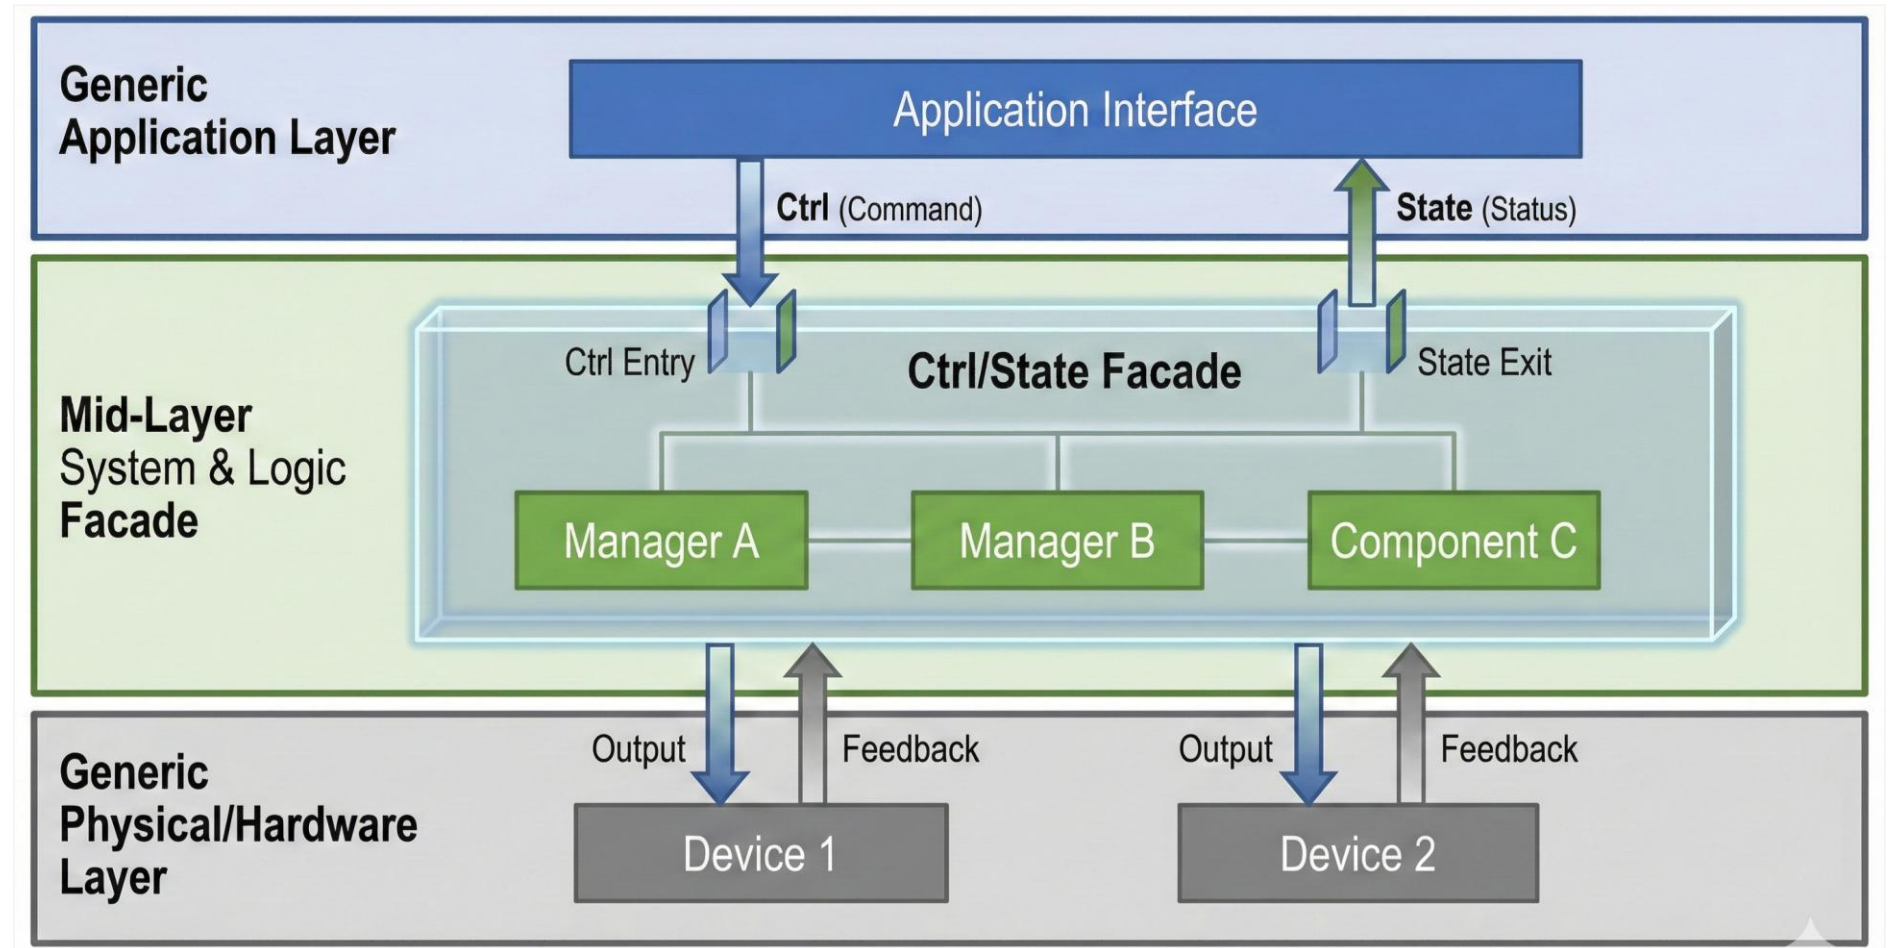 Generic
Application Layer
Application Interface
Ctrl (Command)
State (Status)
Mid-Layer
System & Logic
Facade
Ctrl Entry
Ctrl/State Facade
State Exit
Manager A
Manager B
Component C
Generic
Physical/Hardware
Layer
Output
Feedback
Output
Feedback
Device 1
Device 2